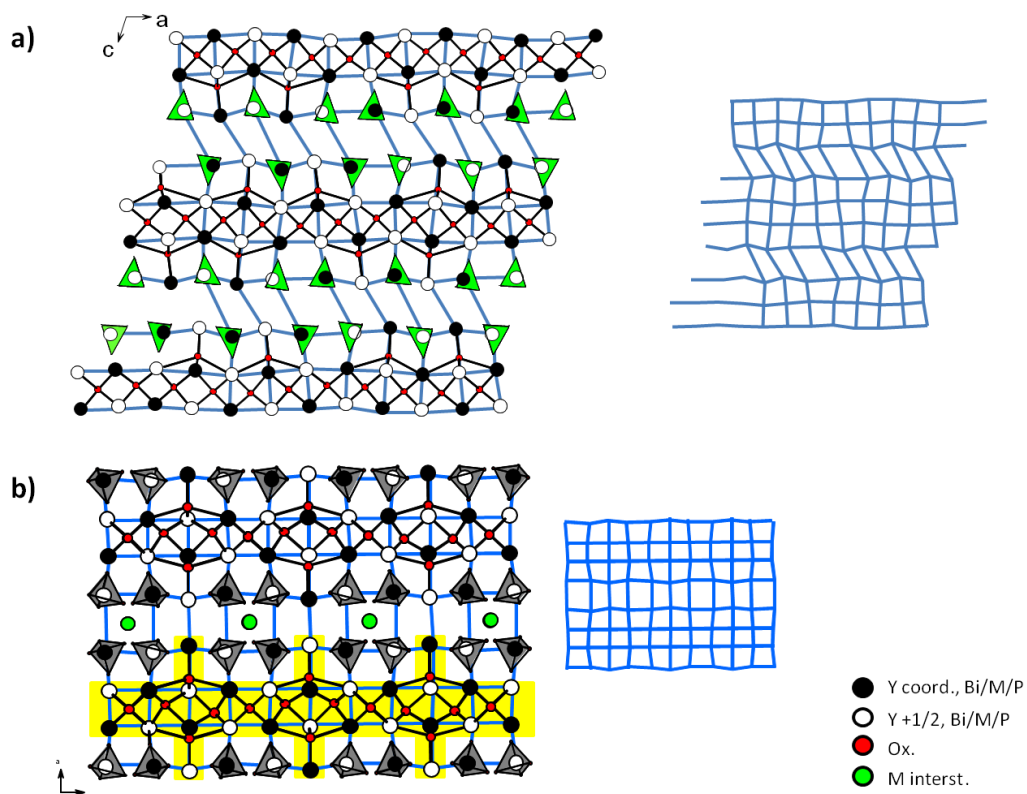 a)
a
c
b)
a
Y coord., Bi/M/P
Y +1/2, Bi/M/P
Ox.
M interst.